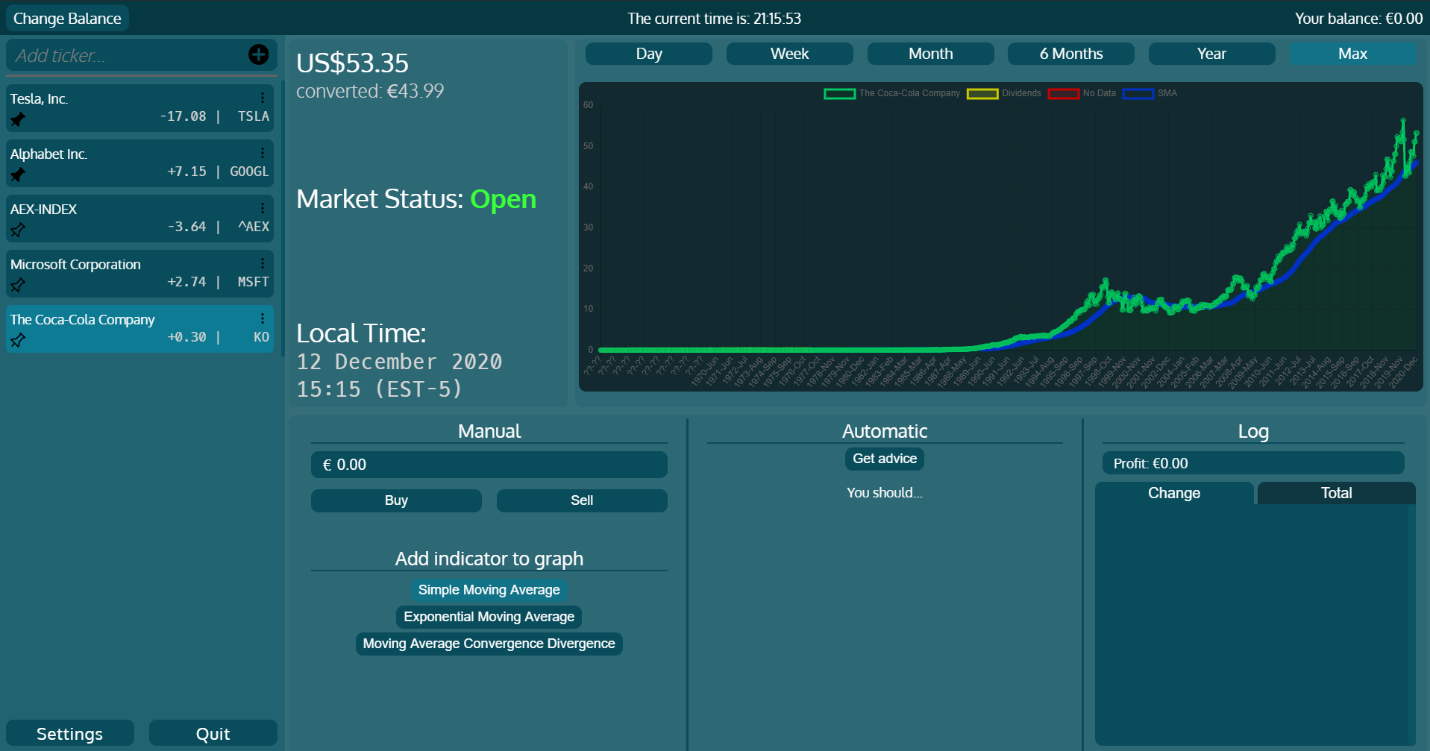 Change Balance
The current time is: 21:15:53
Your balance: €0.00
Add ticker...
Tesla, Inc.
-17.08 | TSLA
Alphabet Inc.
+7.15 | GOOGL
AEX-INDEX
-3.64 | ^AEX
Microsoft Corporation
+2.74 | MSFT
The Coca-Cola Company
+0.30 | KO
Settings
Quit
US$53.35
converted: €43.99
Market Status: Open
Local Time:
12 December 2020
15:15 (EST-5)
Day
Week
Month
6 Months
Year
Max
The Coca-Cola Company
Dividends
No Data
SMA
60
50
40
30
20
10
0
Manual
€ 0.00
Buy
Sell
Add indicator to graph
Simple Moving Average
Exponential Moving Average
Moving Average Convergence Divergence
Automatic
Get advice
You should...
Log
Profit: €0.00
Change
Total